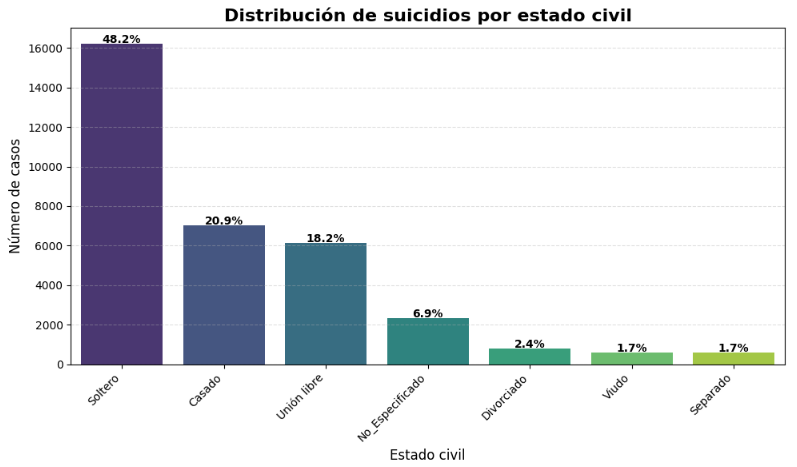 Distribución de suicidios por estado civil
Número de casos
16000
14000
12000
10000
8000
6000
4000
2000
0
48.2%
20.9%
18.2%
6.9%
2.4%
1.7%
1.7%
Soltero
Casado
Unión libre
No_Especificado
Divorciado
Viudo
Separado
Estado civil